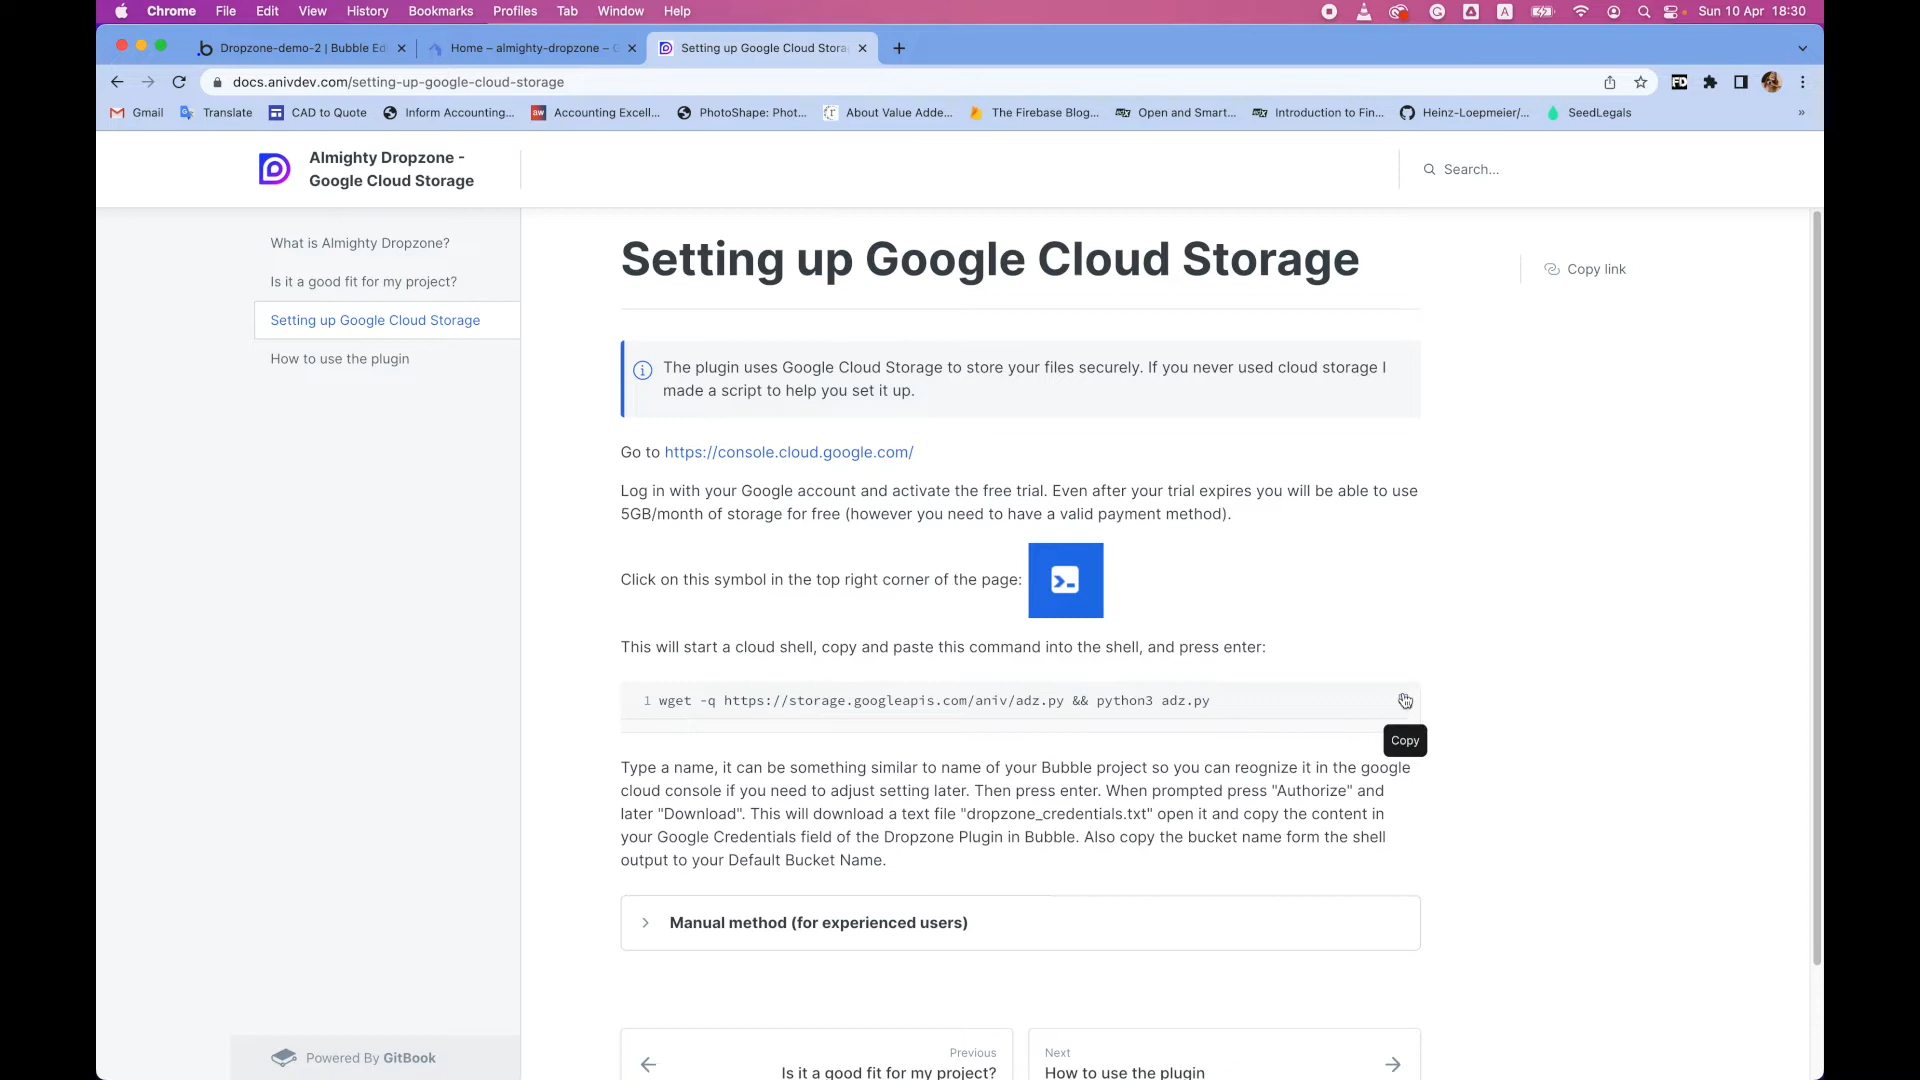 Chrome File Edit View History Bookmarks Profiles Tab Window Help
A Sun 10 Apr 18:30
Dropzone-demo-2 | Bubble Ed
Home – almighty-dropzone –
Setting up Google Cloud Stora
docs.anivdev.com/setting-up-google-cloud-storage
FD
Gmail Translate CAD to Quote Inform Accounting... Accounting Excell... PhotoShape: Phot... About Value Adde... The Firebase Blog... Open and Smart... Introduction to Fin... Heinz-Loepmeier/... SeedLegals »
Almighty Dropzone -
Google Cloud Storage
Search...
What is Almighty Dropzone?
Is it a good fit for my project?
Setting up Google Cloud Storage
How to use the plugin
Setting up Google Cloud Storage
Copy link
The plugin uses Google Cloud Storage to store your files securely. If you never used cloud storage I
made a script to help you set it up.
Go to https://console.cloud.google.com/
Log in with your Google account and activate the free trial. Even after your trial expires you will be able to use
5GB/month of storage for free (however you need to have a valid payment method).
Click on this symbol in the top right corner of the page:
This will start a cloud shell, copy and paste this command into the shell, and press enter:
1 wget -q https://storage.googleapis.com/aniv/adz.py && python3 adz.py
Copy
Type a name, it can be something similar to name of your Bubble project so you can reognize it in the google
cloud console if you need to adjust setting later. Then press enter. When prompted press "Authorize" and
later "Download". This will download a text file "dropzone_credentials.txt" open it and copy the content in
your Google Credentials field of the Dropzone Plugin in Bubble. Also copy the bucket name form the shell
output to your Default Bucket Name.
Manual method (for experienced users)
Previous
Is it a good fit for my project?
Next
How to use the plugin
Powered By GitBook